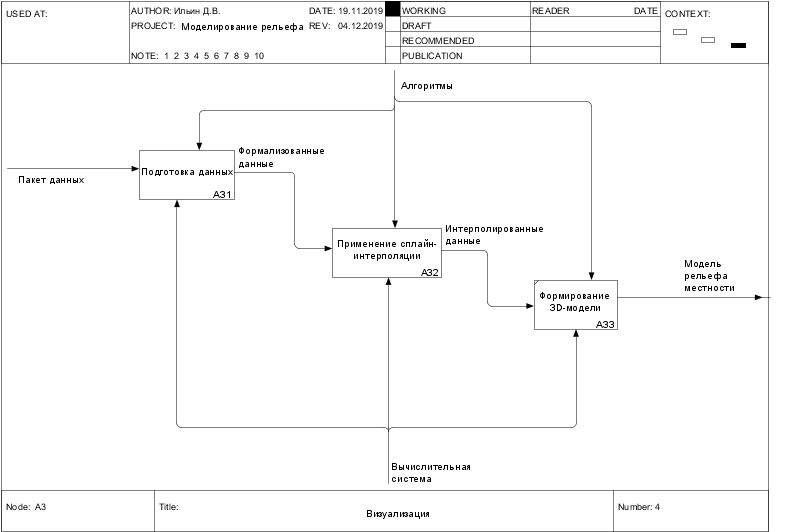 USED AT:
AUTHOR: Ильин Д.В.
DATE: 19.11.2019
WORKING
READER
DATE
CONTEXT:
PROJECT: Моделирование рельефа
REV: 04.12.2019
DRAFT
RECOMMENDED
NOTE: 1 2 3 4 5 6 7 8 9 10
PUBLICATION
Алгоритмы
Пакет данных
Подготовка данных
A31
Формализованные
данные
Применение сплайн-
интерполяции
A32
Интерполированные
данные
Формирование
3D-модели
A33
Модель
рельефа
местности
Вычислительная
система
Node: A3
Title:
Визуализация
Number: 4